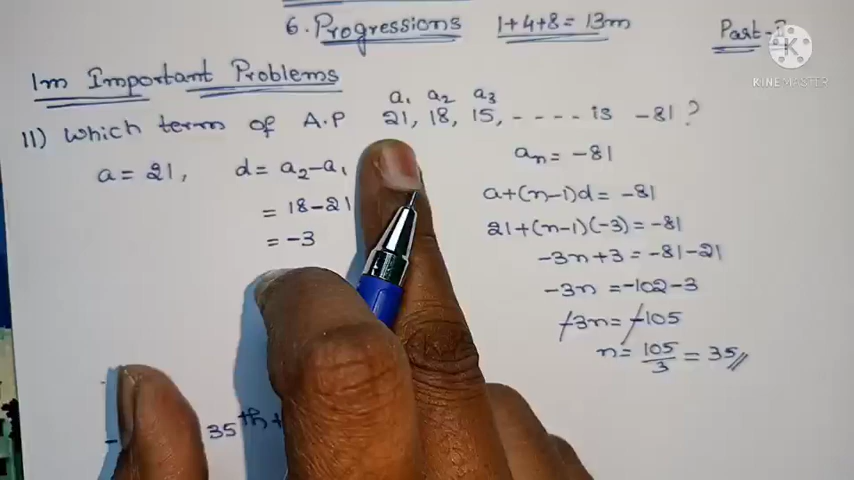 6. Progressions 1+4+8=13m
Part-
K
KINEMASTER
1m Important Problems
a₁ a₂ a₃
11) Which term of A.P 21, 18, 15, - - - - is -81?
a = 21, d = a₂-a₁
= 18-21
= -3
aₙ = -81
a+(n-1)d = -81
21+(n-1)(-3) = -81
-3n+3 = -81-21
-3n = -102-3
-3n = -105
n = 105/3 = 35//
35th